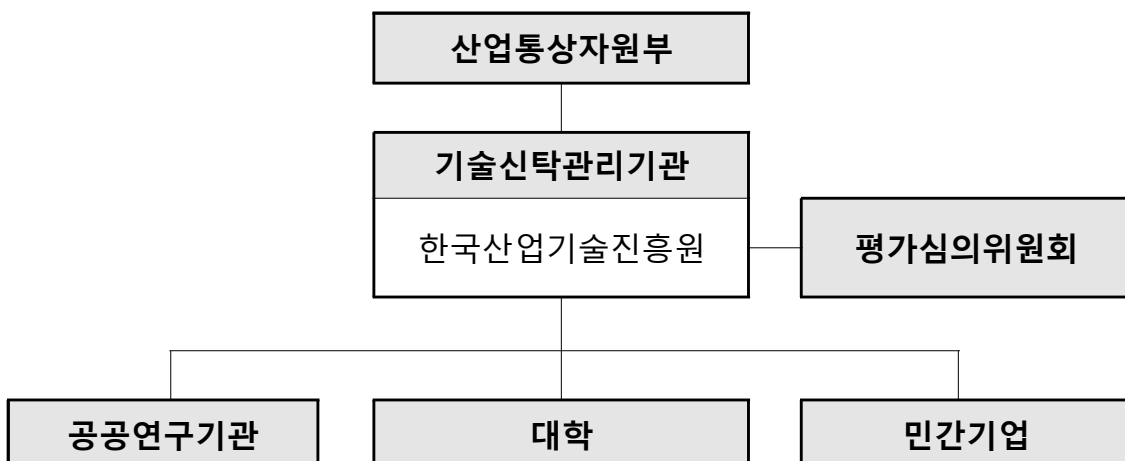 산업통상자원부
기술신탁관리기관
한국산업기술진흥원
평가심의위원회
공공연구기관
대학
민간기업